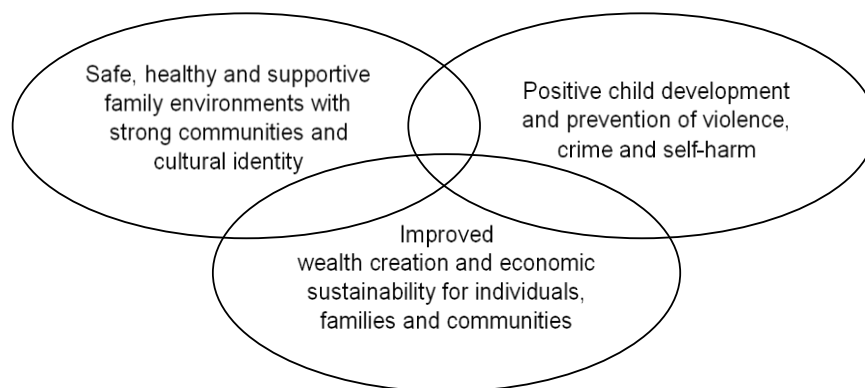 Safe, healthy and supportive
family environments with
strong communities and
cultural identity
Positive child development
and prevention of violence,
crime and self-harm
Improved
wealth creation and economic
sustainability for individuals,
families and communities